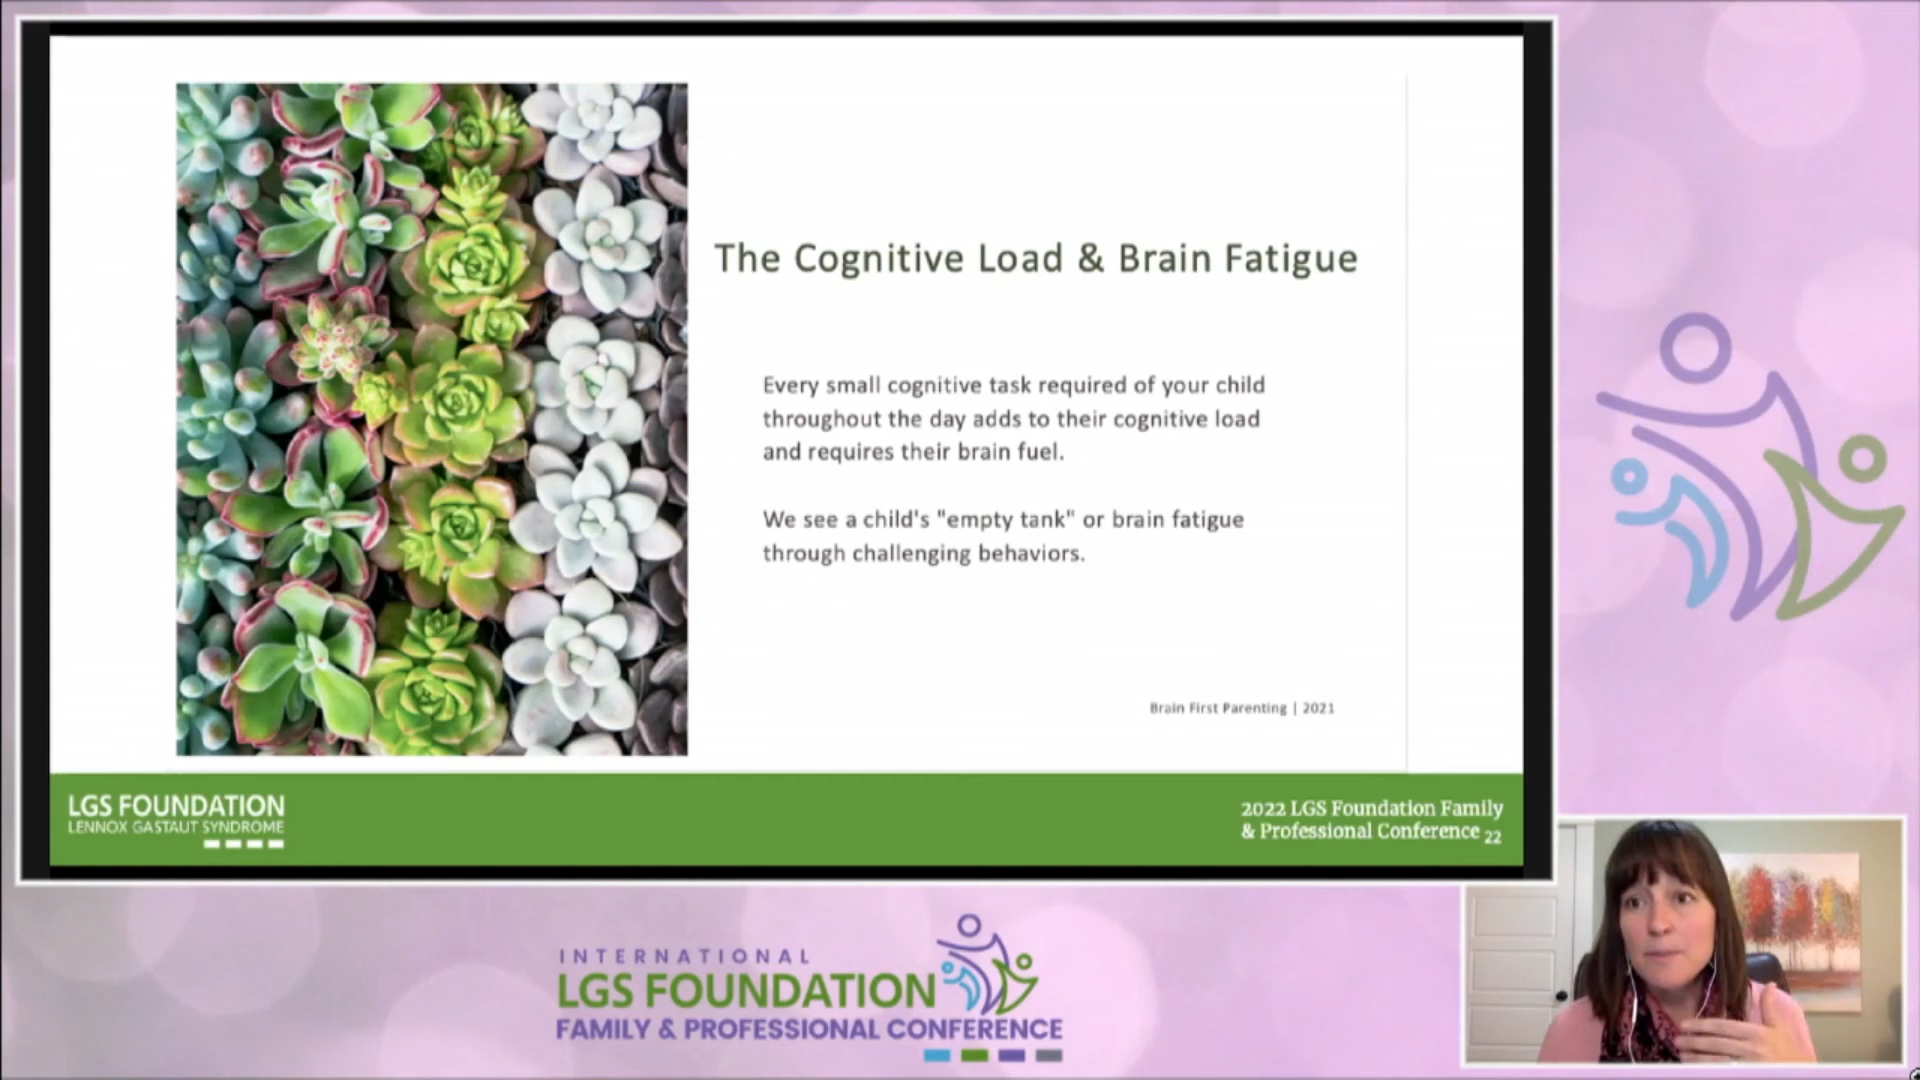 The Cognitive Load & Brain Fatigue
Every small cognitive task required of your child
throughout the day adds to their cognitive load
and requires their brain fuel.
We see a child's "empty tank" or brain fatigue
through challenging behaviors.
Brain First Parenting | 2021
LGS FOUNDATION
LENNOX GASTAUT SYNDROME
2022 LGS Foundation Family
& Professional Conference 22
INTERNATIONAL
LGS FOUNDATION
FAMILY & PROFESSIONAL CONFERENCE